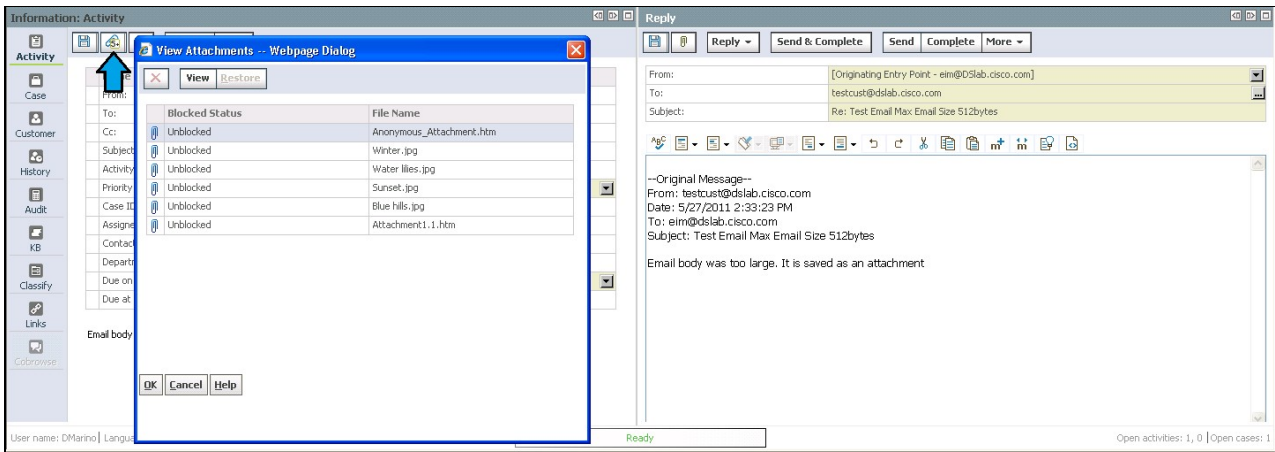 Information: Activity
Activity
Case
Customer
History
Audit
KB
Classify
Links
Cobrowse
From:
To:
Cc:
Subject
Activity
Priority
Case ID
Assigne
Contac
Departm
Due on
Due at
Email body
View Attachments -- Webpage Dialog
View Restore
Blocked Status File Name
Unblocked Anonymous_Attachment.htm
Unblocked Winter.jpg
Unblocked Water lilies.jpg
Unblocked Sunset.jpg
Unblocked Blue hills.jpg
Unblocked Attachment1.1.htm
OK Cancel Help
Reply
Reply Send & Complete Send Complete More
From: [Originating Entry Point - eim@DSlab.cisco.com]
To: testcust@dslab.cisco.com
Subject: Re: Test Email Max Email Size 512bytes
--Original Message--
From: testcust@dslab.cisco.com
Date: 5/27/2011 2:33:23 PM
To: eim@dslab.cisco.com
Subject: Test Email Max Email Size 512bytes
Email body was too large. It is saved as an attachment
User name: DMarino Langua Ready Open activities: 1, 0 Open cases: 1